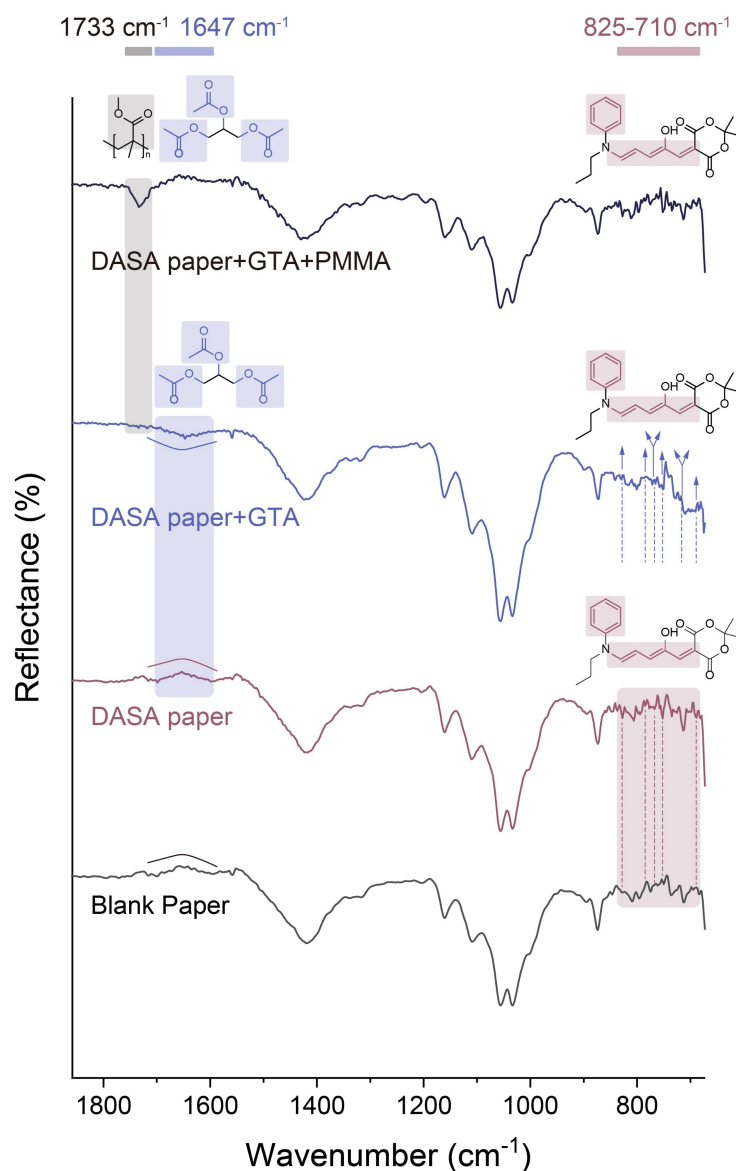 1733 cm⁻¹ 1647 cm⁻¹ 825-710 cm⁻¹
O
O
n
O
O
O
O
O
O
N
OH
O
O
O
O
DASA paper+GTA+PMMA
O
O
O
O
O
O
N
OH
O
O
O
O
DASA paper+GTA
N
OH
O
O
O
O
DASA paper
Blank Paper
Reflectance (%)
1800 1600 1400 1200 1000 800
Wavenumber (cm⁻¹)